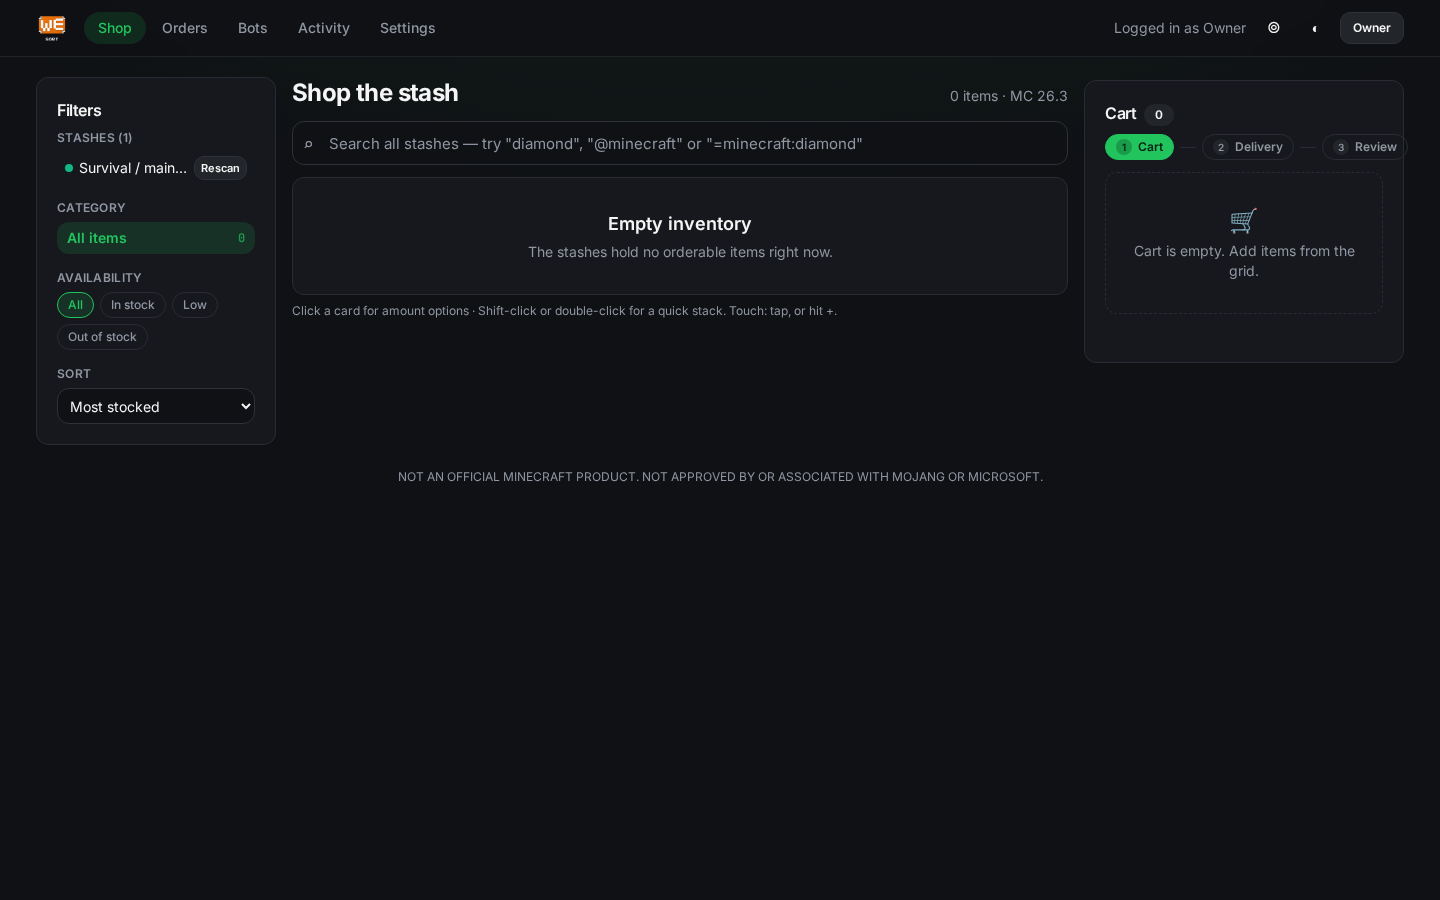 WE
SORT
Shop
Orders
Bots
Activity
Settings
Logged in as Owner
Owner
Filters
STASHES (1)
Survival / main...
Rescan
CATEGORY
All items
0
AVAILABILITY
All
In stock
Low
Out of stock
SORT
Most stocked
Shop the stash
0 items · MC 26.3
Search all stashes — try "diamond", "@minecraft" or "=minecraft:diamond"
Empty inventory
The stashes hold no orderable items right now.
Click a card for amount options · Shift-click or double-click for a quick stack. Touch: tap, or hit +.
Cart 0
1 Cart
2 Delivery
3 Review
Cart is empty. Add items from the
grid.
NOT AN OFFICIAL MINECRAFT PRODUCT. NOT APPROVED BY OR ASSOCIATED WITH MOJANG OR MICROSOFT.